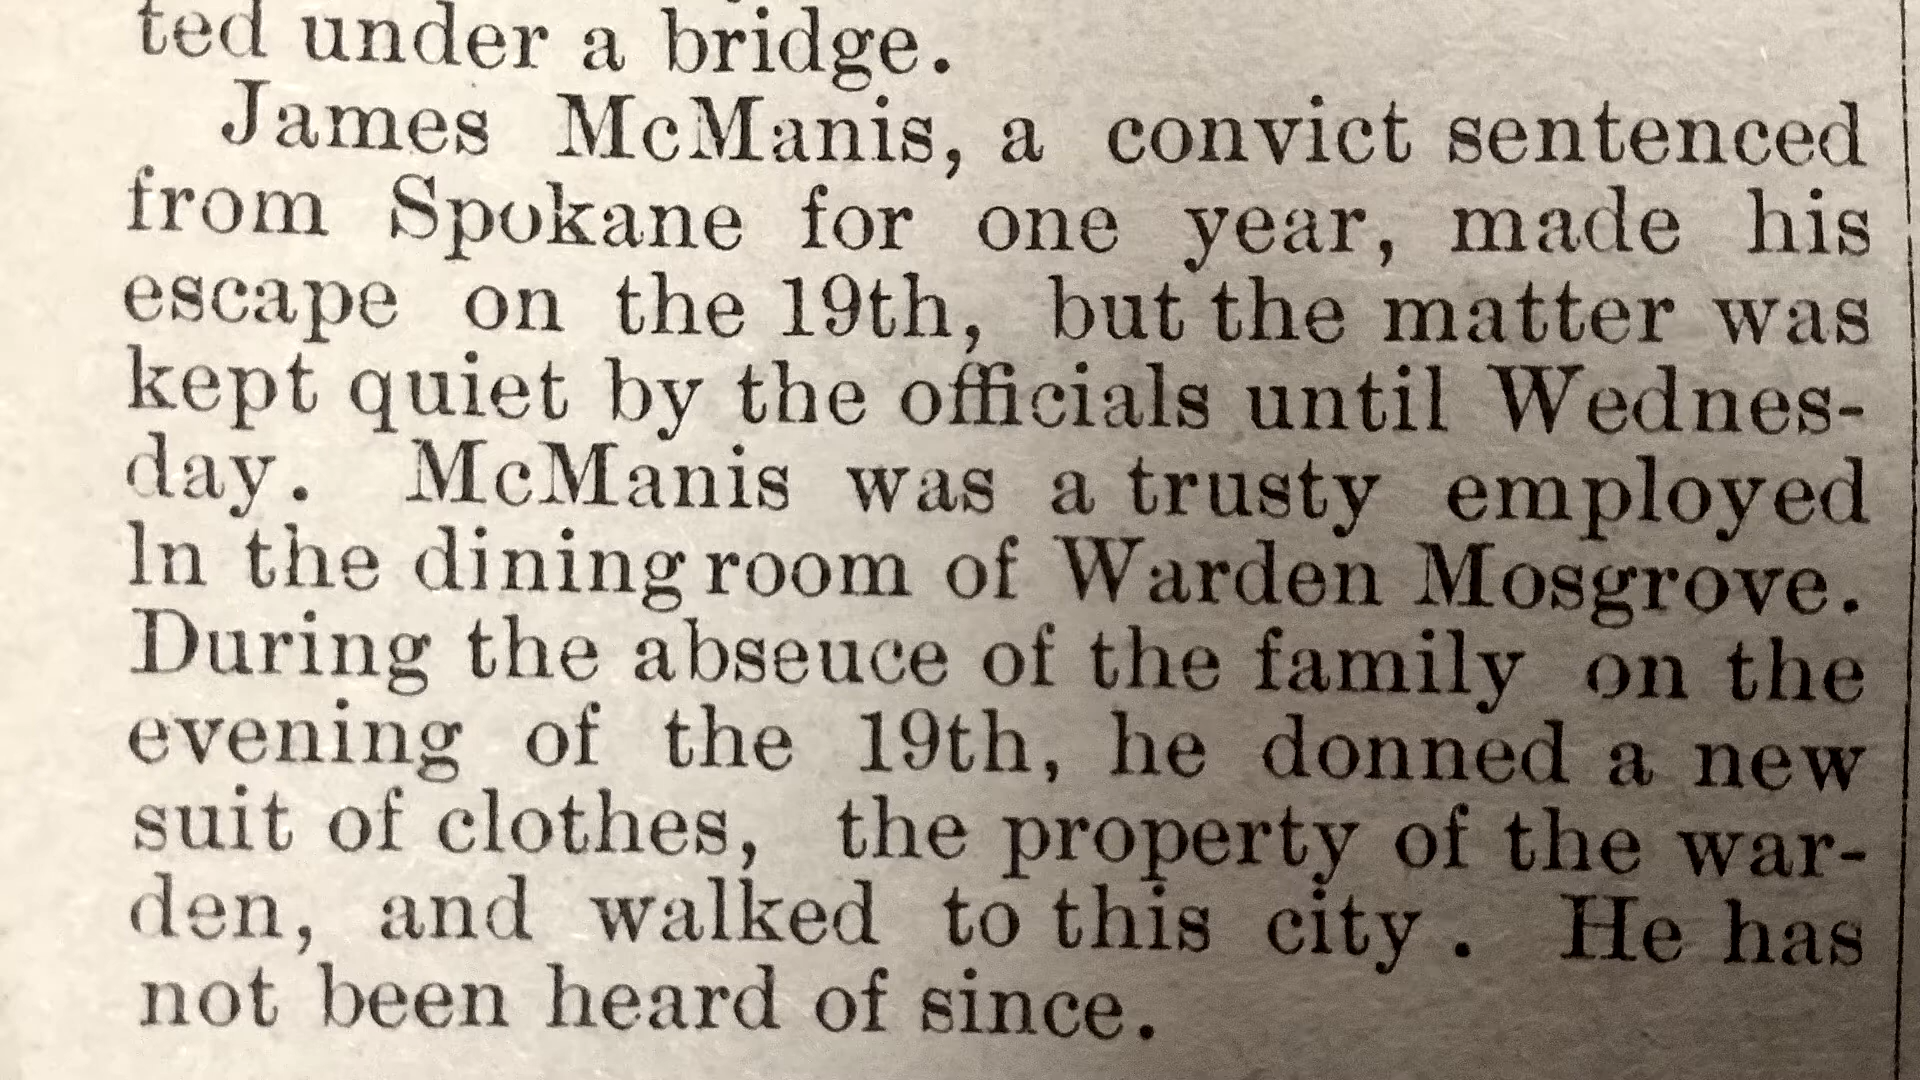 ted under a bridge.
James McManis, a convict sentenced
from Spokane for one year, made his
escape on the 19th, but the matter was
kept quiet by the officials until Wednes-
day. McManis was a trusty employed
in the dining room of Warden Mosgrove.
During the abseuce of the family on the
evening of the 19th, he donned a new
suit of clothes, the property of the war-
den, and walked to this city. He has
not been heard of since.